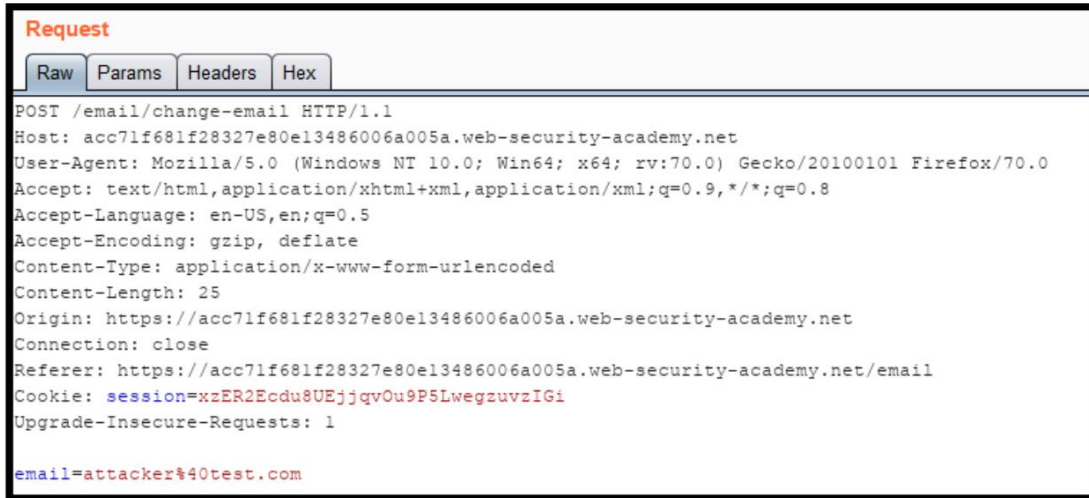 Request
Raw Params Headers Hex
POST /email/change-email HTTP/1.1
Host: acc71f681f28327e80e13486006a005a.web-security-academy.net
User-Agent: Mozilla/5.0 (Windows NT 10.0; Win64; x64; rv:70.0) Gecko/20100101 Firefox/70.0
Accept: text/html,application/xhtml+xml,application/xml;q=0.9,*/*;q=0.8
Accept-Language: en-US,en;q=0.5
Accept-Encoding: gzip, deflate
Content-Type: application/x-www-form-urlencoded
Content-Length: 25
Origin: https://acc71f681f28327e80e13486006a005a.web-security-academy.net
Connection: close
Referer: https://acc71f681f28327e80e13486006a005a.web-security-academy.net/email
Cookie: session=xzER2Ecdu8UEjjqvOu9P5LwegzuvzIGi
Upgrade-Insecure-Requests: 1
email=attacker%40test.com